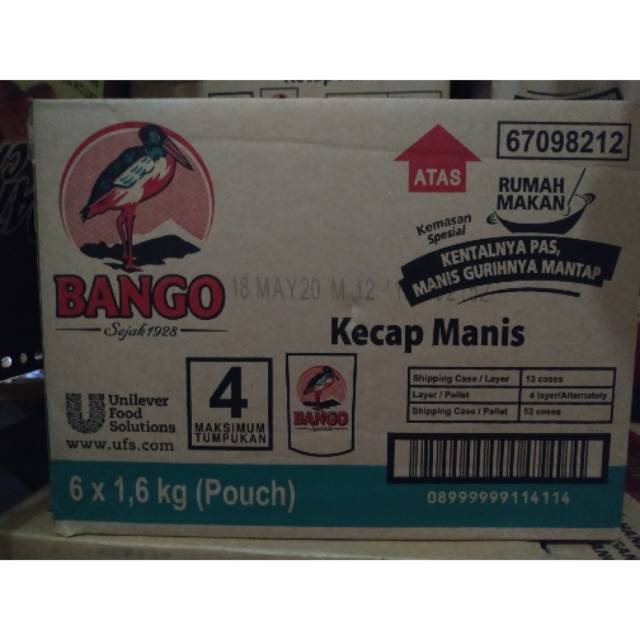 BANGO
Sejak 1928
ATAS
67098212
Kemasan
Spesial
RUMAH
MAKAN
KENTALNYA PAS,
MANIS GURIHNYA MANTAP
18 MAY20 M 12
Kecap Manis
Unilever
Food
Solutions
www.ufs.com
4
MAKSIMUM
TUMPUKAN
BANGO
Shipping Case / Layer 13 cases
Layer / Pallet 4 layer/Alternately
Shipping Case / Pallet 52 cases
08999999114114
6 x 1,6 kg (Pouch)